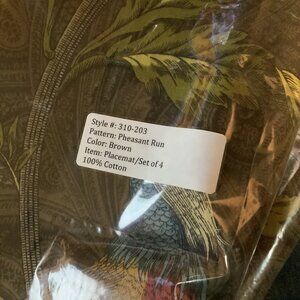 Style #: 310-203
Pattern: Pheasant Run
Color: Brown
Item: Placemat/Set of 4
100% Cotton